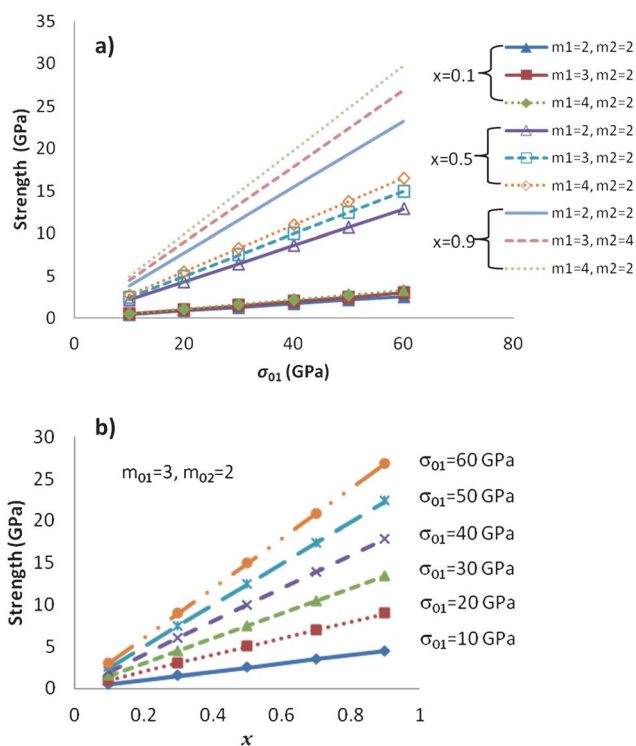 a)
35
30
25
20
15
10
5
0
Strength (GPa)
0 20 40 60 80
σ01 (GPa)
x=0.1
m1=2, m2=2
m1=3, m2=2
m1=4, m2=2
x=0.5
m1=2, m2=2
m1=3, m2=2
m1=4, m2=2
x=0.9
m1=2, m2=2
m1=3, m2=4
m1=4, m2=2
b)
30
25
20
15
10
5
0
Strength (GPa)
m01=3, m02=2
σ01=60 GPa
σ01=50 GPa
σ01=40 GPa
σ01=30 GPa
σ01=20 GPa
σ01=10 GPa
0 0.2 0.4 0.6 0.8 1
x